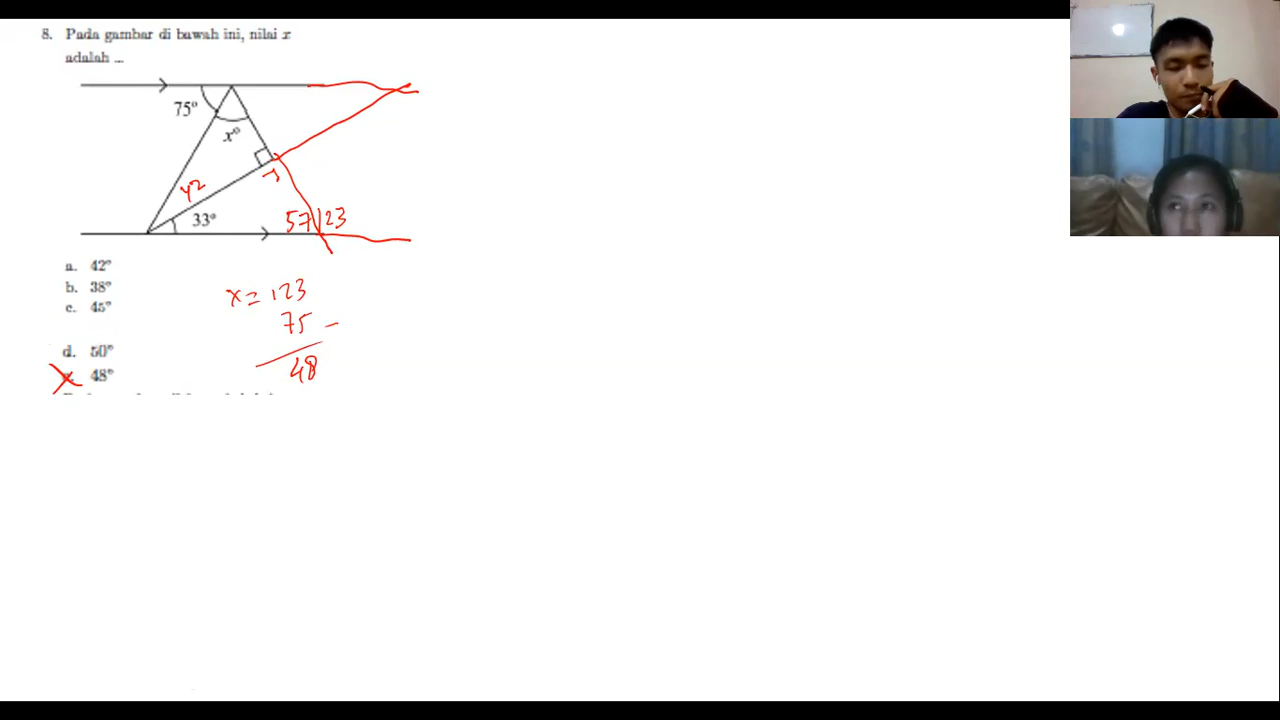 8. Pada gambar di bawah ini, nilai x
adalah ...
75°
x°
42
33°
57 123
a. 42°
b. 38°
c. 45°
x = 123
75 -
48
d. 50°
48°